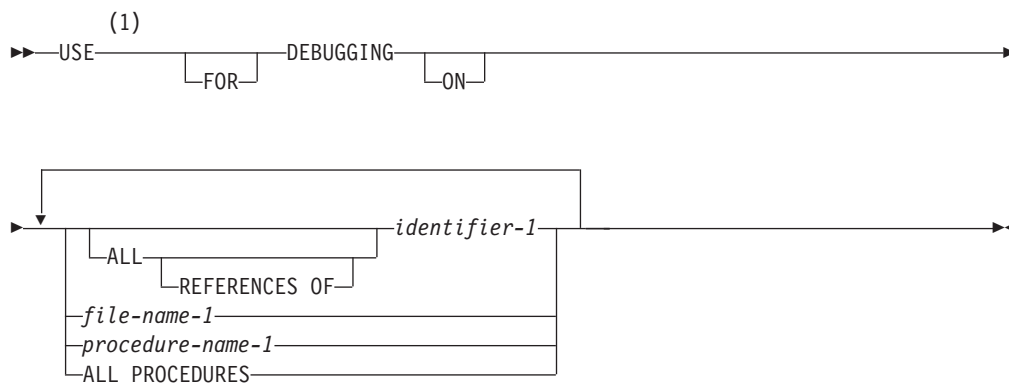 (1)
USE DEBUGGING
FOR ON
identifier-1
ALL
REFERENCES OF
file-name-1
procedure-name-1
ALL PROCEDURES